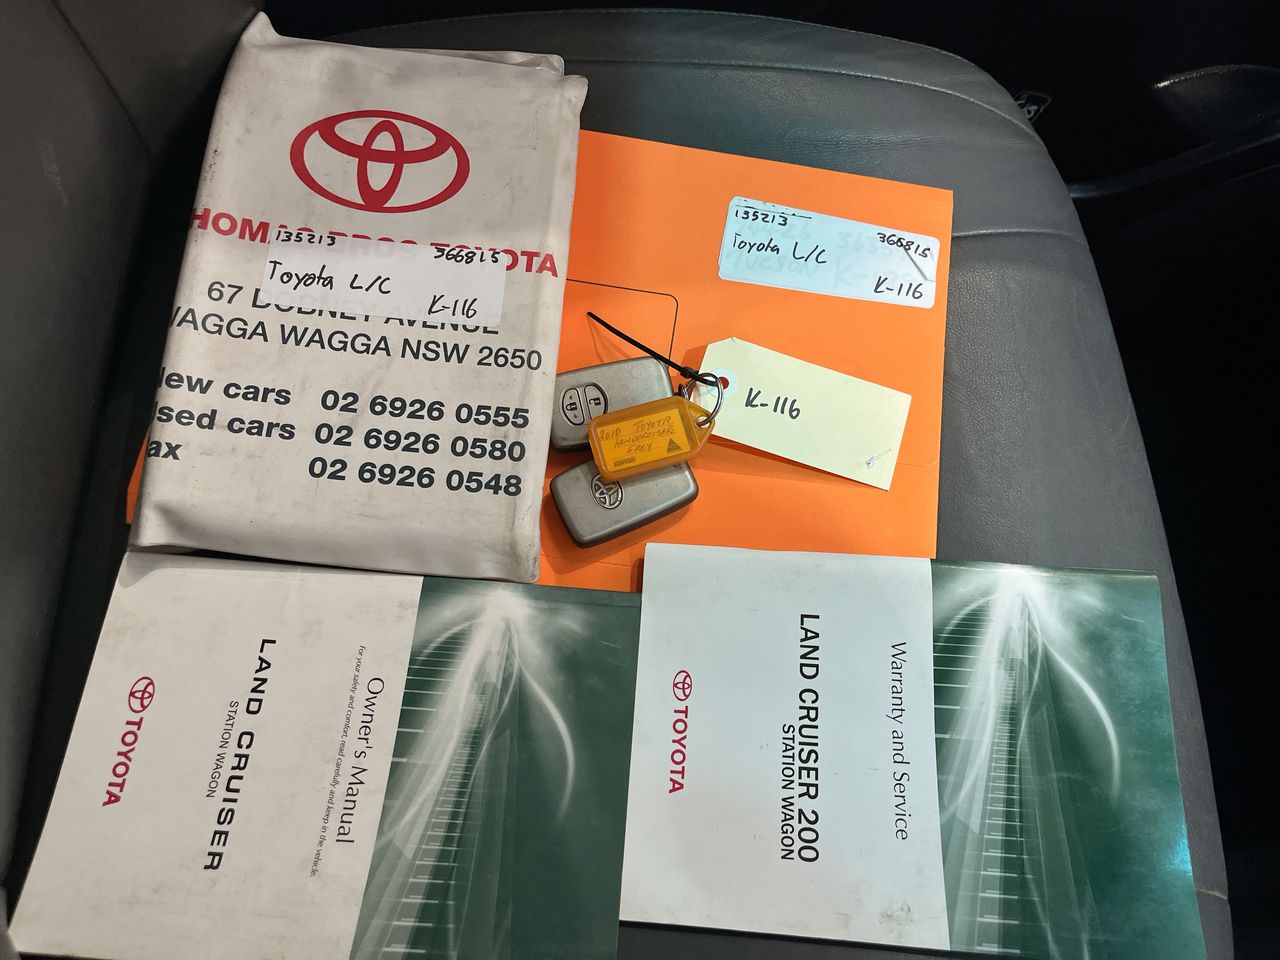 HOMAS BROS TOYOTA
135213
366815
Toyota L/C
K-116
67 DOBNEY AVENUE
WAGGA WAGGA NSW 2650
New cars 02 6926 0555
Used cars 02 6926 0580
ax 02 6926 0548
135213
366815
Toyota L/C
K-116
K-116
2010 TOYOTA
LANDCRUISER
GREY
Owner's Manual
For your safety and comfort, read carefully and keep in the vehicle.
LAND CRUISER
STATION WAGON
TOYOTA
Warranty and Service
LAND CRUISER 200
STATION WAGON
TOYOTA